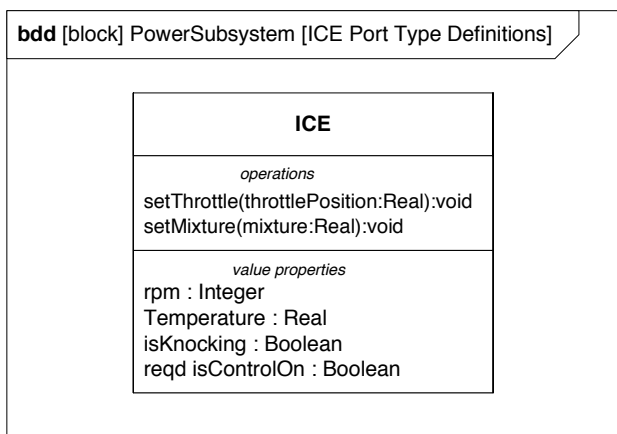 bdd [block] PowerSubsystem [ICE Port Type Definitions]
ICE
operations
setThrottle(throttlePosition:Real):void
setMixture(mixture:Real):void
value properties
rpm : Integer
Temperature : Real
isKnocking : Boolean
reqd isControlOn : Boolean